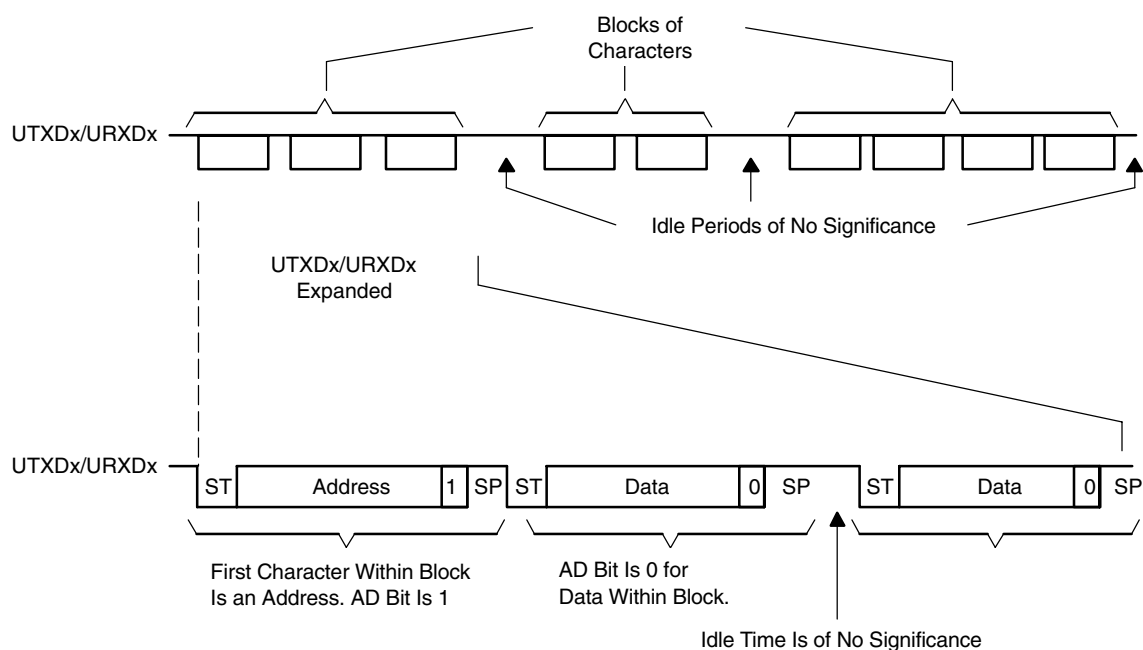 Blocks of
Characters
UTXDx/URXDx
Idle Periods of No Significance
UTXDx/URXDx
Expanded
UTXDx/URXDx
ST Address 1 SP ST Data 0 SP ST Data 0 SP
First Character Within Block
Is an Address. AD Bit Is 1
AD Bit Is 0 for
Data Within Block.
Idle Time Is of No Significance